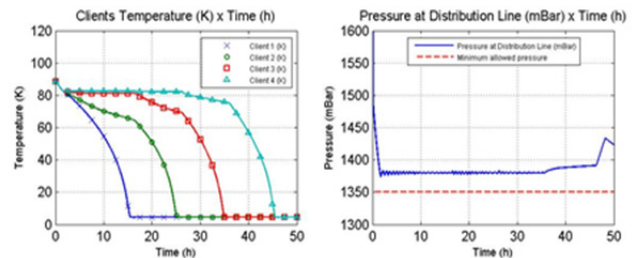 Clients Temperature (K) x Time (h)
120
100
80
60
40
20
0
Temperature (K)
Client 1 (K)
Client 2 (K)
Client 3 (K)
Client 4 (K)
0 10 20 30 40 50
Time (h)
Pressure at Distribution Line (mBar) x Time (h)
1600
1550
1500
1450
1400
1350
1300
Pressure (mBar)
Pressure at Distribution Line (mBar)
Minimum allowed pressure
0 10 20 30 40 50
Time (h)